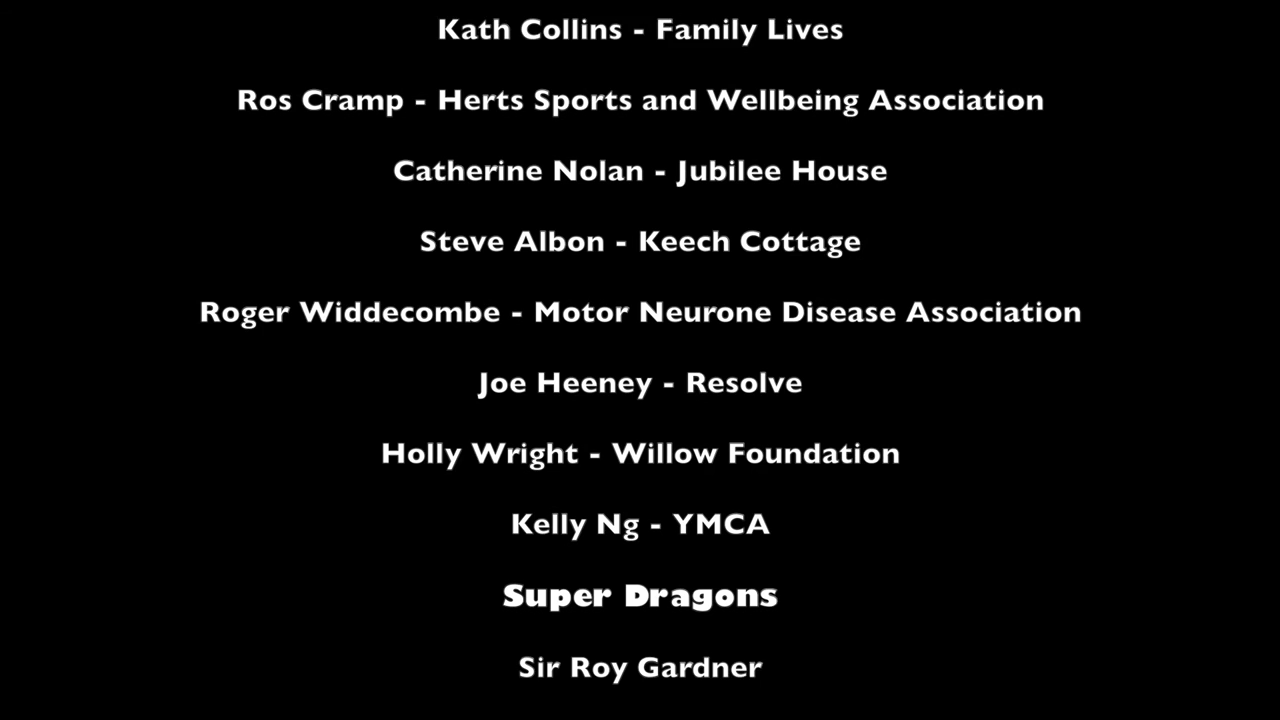 Kath Collins - Family Lives
Ros Cramp - Herts Sports and Wellbeing Association
Catherine Nolan - Jubilee House
Steve Albon - Keech Cottage
Roger Widdecombe - Motor Neurone Disease Association
Joe Heeney - Resolve
Holly Wright - Willow Foundation
Kelly Ng - YMCA
Super Dragons
Sir Roy Gardner